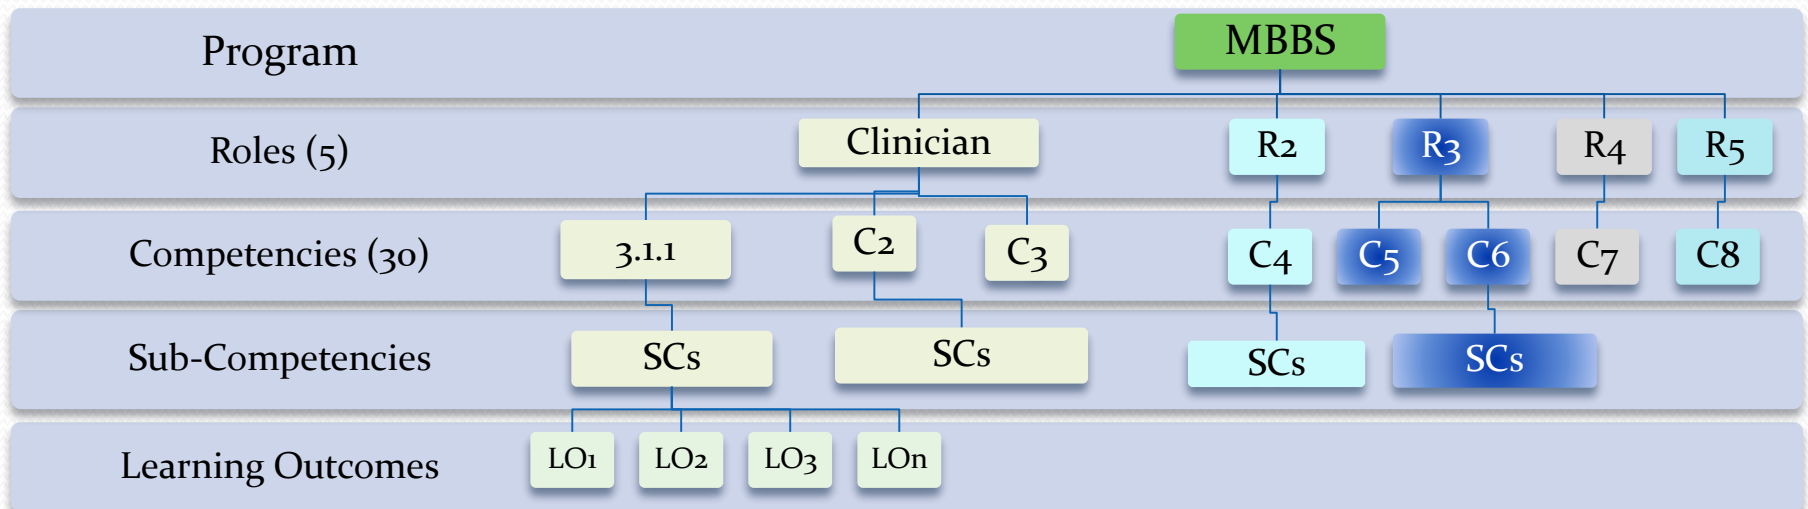 Program
MBBS
Roles (5)
Clinician
R2
R3
R4
R5
Competencies (30)
3.1.1
C2
C3
C4
C5
C6
C7
C8
Sub-Competencies
SCs
SCs
SCs
SCs
Learning Outcomes
LO1
LO2
LO3
LOn